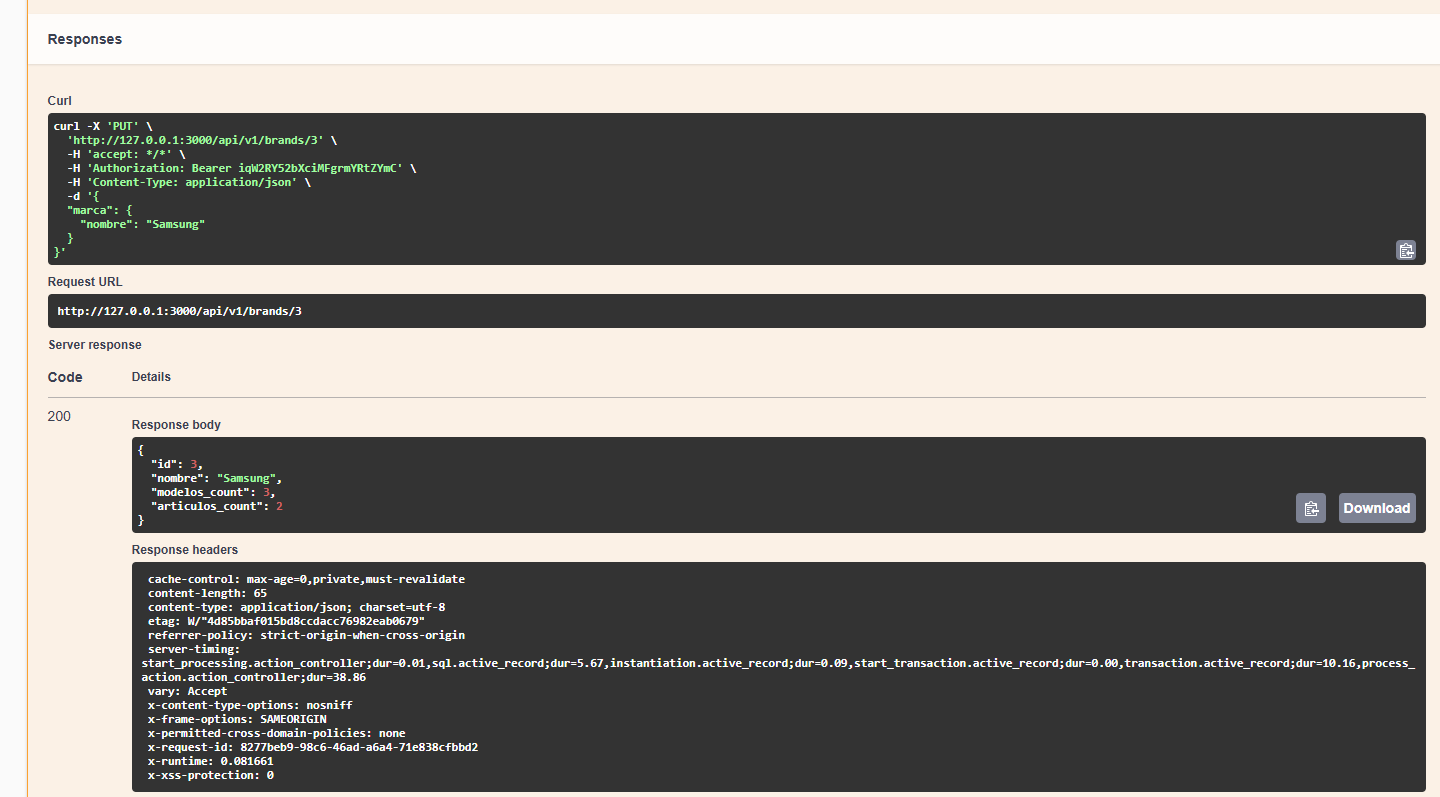 Responses
Curl
curl -X 'PUT' \
  'http://127.0.0.1:3000/api/v1/brands/3' \
  -H 'accept: */*' \
  -H 'Authorization: Bearer iqW2RY52bXciMFgrmYRtZYmC' \
  -H 'Content-Type: application/json' \
  -d '{
  "marca": {
    "nombre": "Samsung"
  }
}'
Request URL
http://127.0.0.1:3000/api/v1/brands/3
Server response
Code Details
200
Response body
{
  "id": 3,
  "nombre": "Samsung",
  "modelos_count": 3,
  "articulos_count": 2
}
Download
Response headers
cache-control: max-age=0,private,must-revalidate
content-length: 65
content-type: application/json; charset=utf-8
etag: W/"4d85bbaf015bd8ccdacc76982eab0679"
referrer-policy: strict-origin-when-cross-origin
server-timing:
start_processing.action_controller;dur=0.01,sql.active_record;dur=5.67,instantiation.active_record;dur=0.09,start_transaction.active_record;dur=0.00,transaction.active_record;dur=10.16,process_
action.action_controller;dur=38.86
vary: Accept
x-content-type-options: nosniff
x-frame-options: SAMEORIGIN
x-permitted-cross-domain-policies: none
x-request-id: 8277beb9-98c6-46ad-a6a4-71e838cfbbd2
x-runtime: 0.081661
x-xss-protection: 0